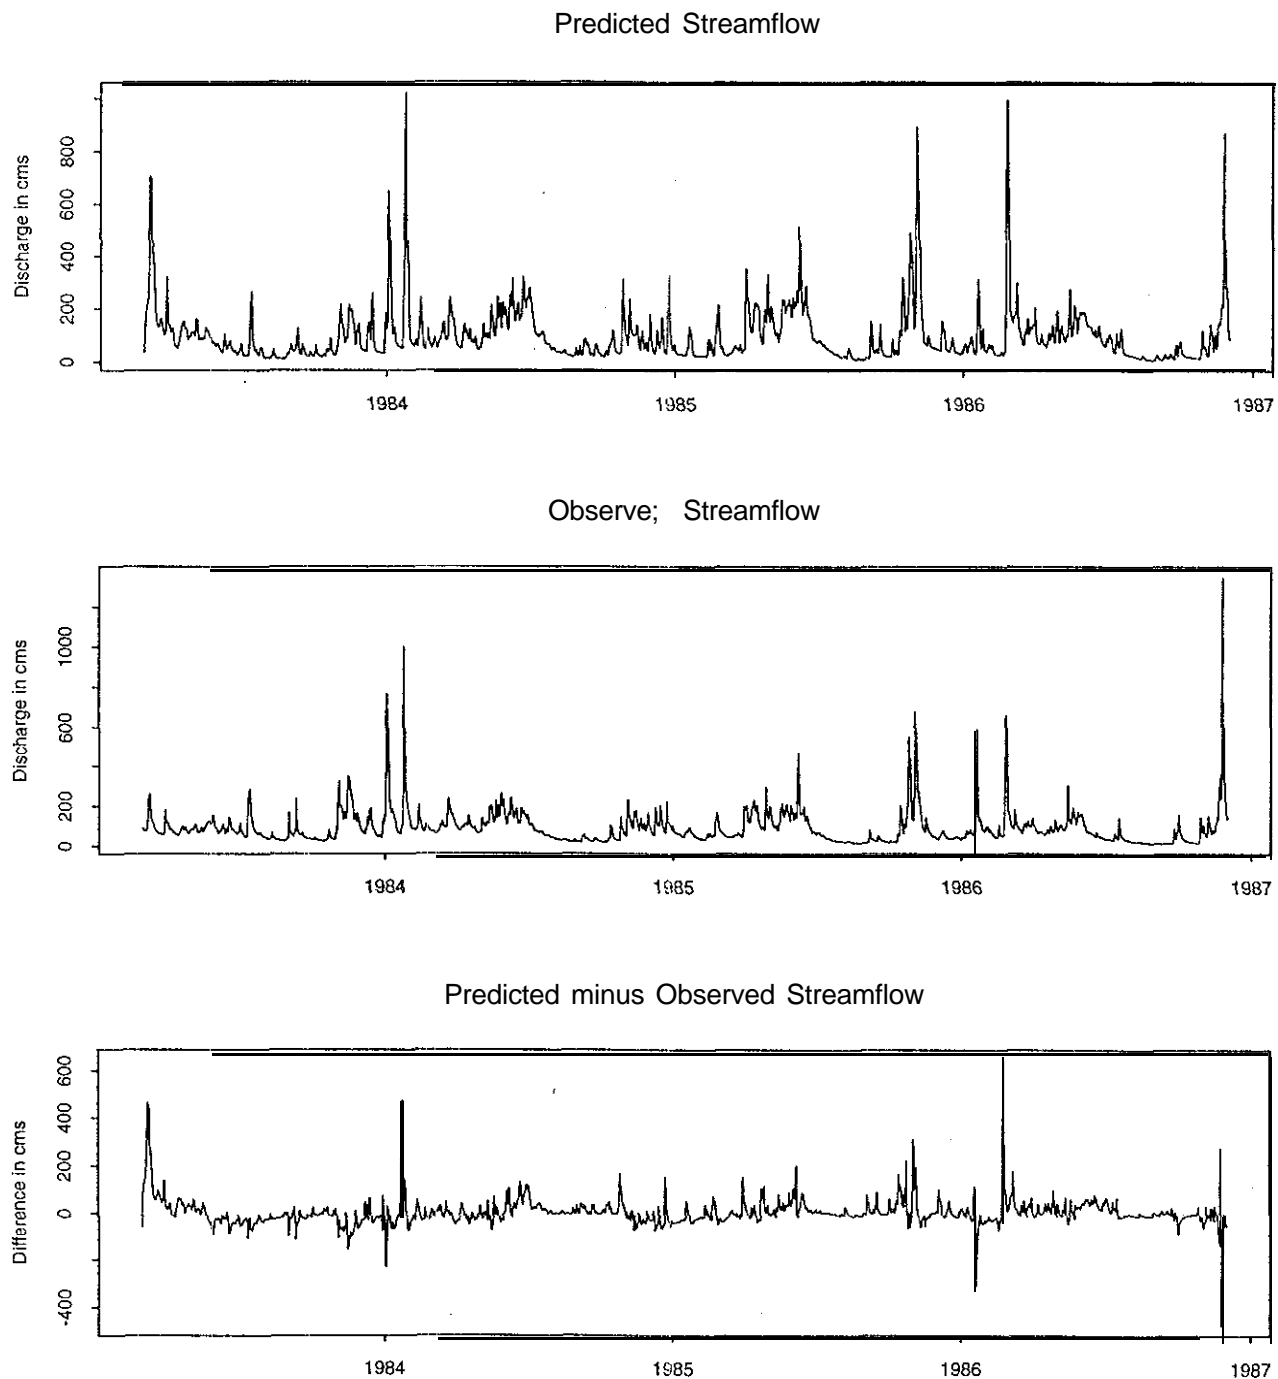 Predicted Streamflow
Discharge in cms
0 200 400 600 800
1984 1985 1986 1987
Observe; Streamflow
Discharge in cms
0 200 600 1000
1984 1985 1986 1987
Predicted minus Observed Streamflow
Difference in cms
-400 0 200 400 600
1984 1985 1986 1987